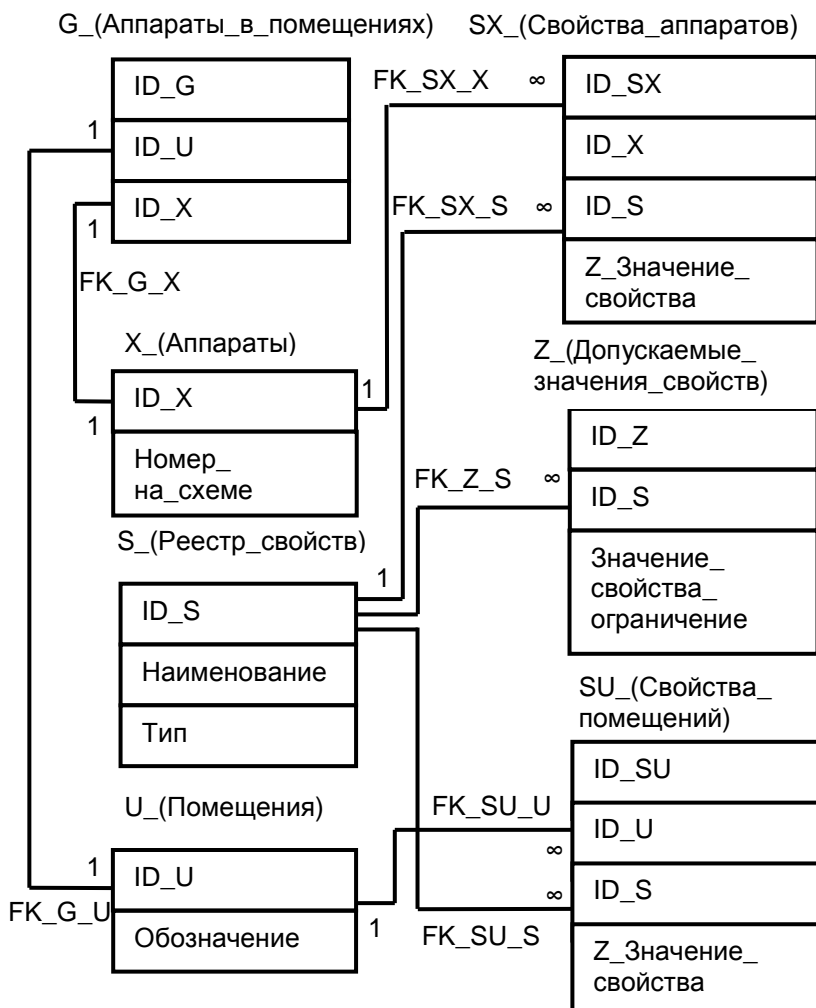 G_(Аппараты_в_помещениях)
SX_(Свойства_аппаратов)
ID_G
ID_U
ID_X
1
1
FK_G_X
FK_SX_X
∞
ID_SX
ID_X
ID_S
Z_Значение_
свойства
FK_SX_S
∞
X_(Аппараты)
ID_X
Номер_
на_схеме
1
1
Z_(Допускаемые_
значения_свойств)
ID_Z
ID_S
Значение_
свойства_
ограничение
FK_Z_S
∞
S_(Реестр_свойств)
1
ID_S
Наименование
Тип
SU_(Свойства_
помещений)
ID_SU
ID_U
ID_S
Z_Значение_
свойства
U_(Помещения)
FK_SU_U
∞
∞
1
ID_U
Обозначение
1
FK_G_U
FK_SU_S